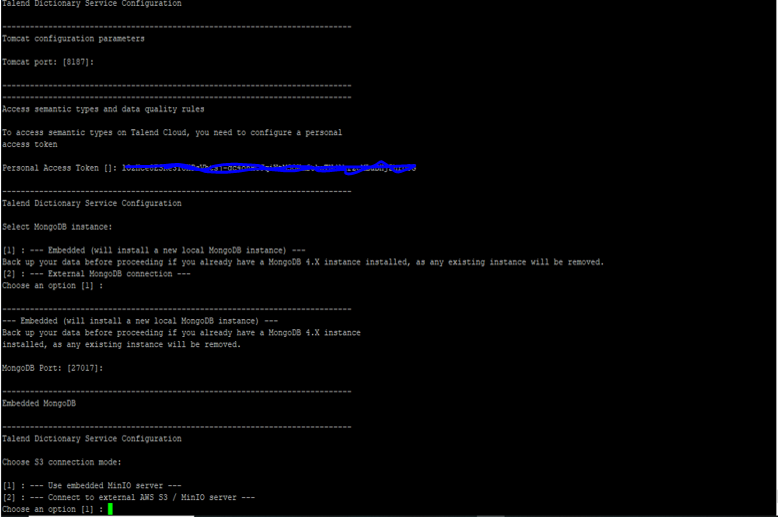 Talend Dictionary Service Configuration
-------------------------------------------------------------------------------
Tomcat configuration parameters
Tomcat port: [8187]:
-------------------------------------------------------------------------------
-------------------------------------------------------------------------------
Access semantic types and data quality rules
To access semantic types on Talend Cloud, you need to configure a personal
access token
Personal Access Token []:
-------------------------------------------------------------------------------
Talend Dictionary Service Configuration
Select MongoDB instance:
[1] : --- Embedded (will install a new local MongoDB instance) ---
Back up your data before proceeding if you already have a MongoDB 4.X instance installed, as any existing instance will be removed.
[2] : --- External MongoDB connection ---
Choose an option [1] :
-------------------------------------------------------------------------------
--- Embedded (will install a new local MongoDB instance) ---
Back up your data before proceeding if you already have a MongoDB 4.X instance
installed, as any existing instance will be removed.
MongoDB Port: [27017]:
-------------------------------------------------------------------------------
Embedded MongoDB
-------------------------------------------------------------------------------
Talend Dictionary Service Configuration
Choose S3 connection mode:
[1] : --- Use embedded MinIO server ---
[2] : --- Connect to external AWS S3 / MinIO server ---
Choose an option [1] :